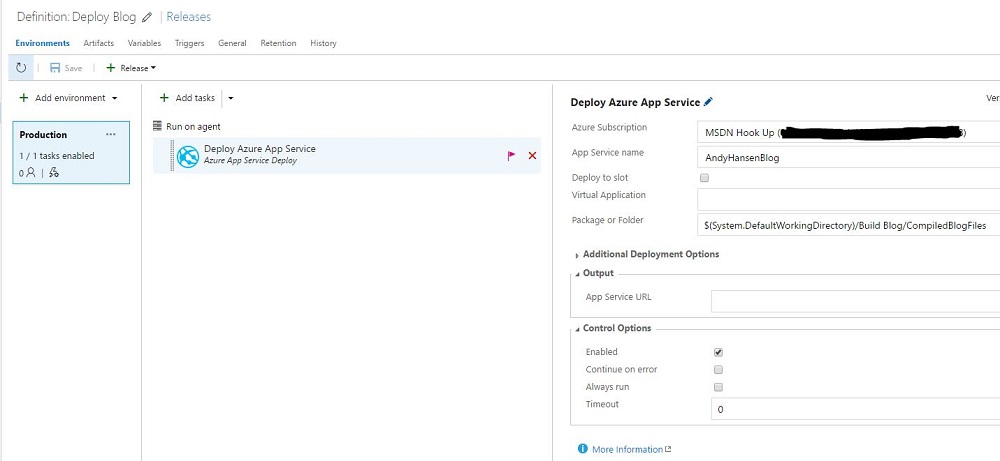 Definition: Deploy Blog | Releases
Environments Artifacts Variables Triggers General Retention History
Save + Release
+ Add environment
+ Add tasks
Production ...
1 / 1 tasks enabled
0
Run on agent
Deploy Azure App Service
Azure App Service Deploy
Deploy Azure App Service
Ver
Azure Subscription MSDN Hook Up (
App Service name AndyHansenBlog
Deploy to slot
Virtual Application
Package or Folder $(System.DefaultWorkingDirectory)/Build Blog/CompiledBlogFiles
Additional Deployment Options
Output
App Service URL
Control Options
Enabled
Continue on error
Always run
Timeout 0
More Information